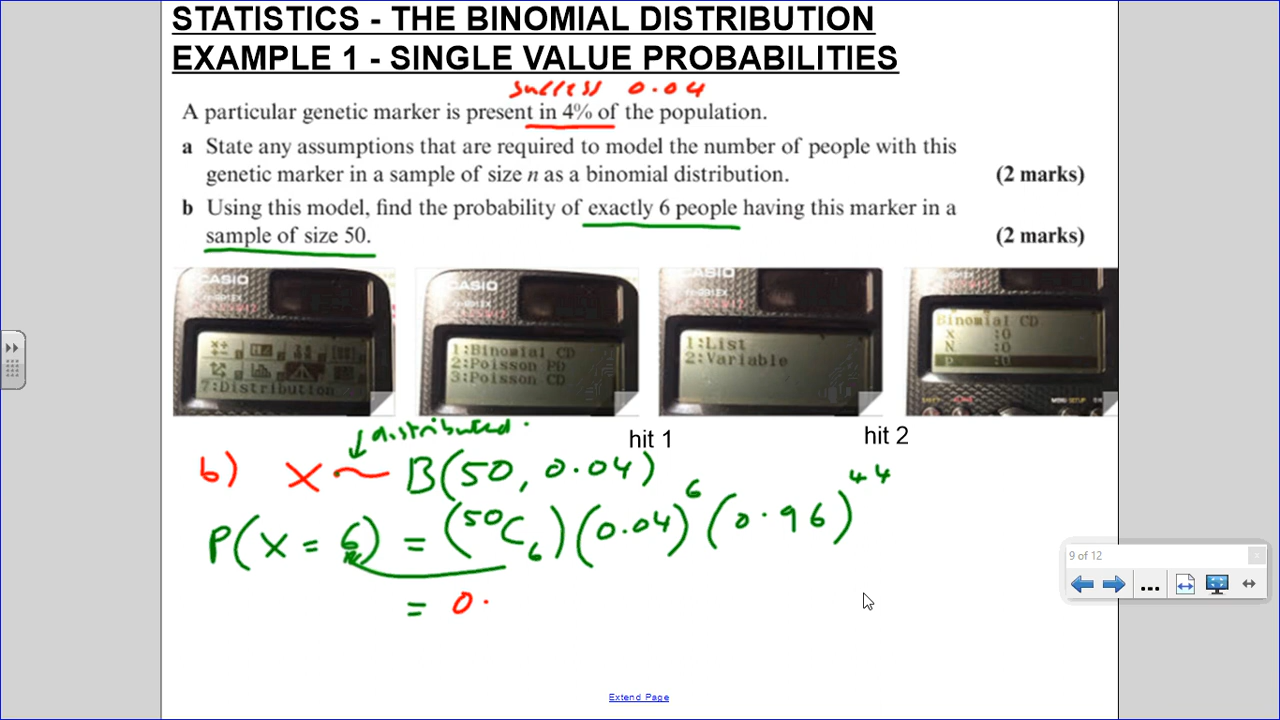 STATISTICS - THE BINOMIAL DISTRIBUTION
EXAMPLE 1 - SINGLE VALUE PROBABILITIES
success 0.04
A particular genetic marker is present in 4% of the population.
a State any assumptions that are required to model the number of people with this
genetic marker in a sample of size n as a binomial distribution. (2 marks)
b Using this model, find the probability of exactly 6 people having this marker in a
sample of size 50. (2 marks)
CASIO
7:Distribution
CASIO
1:Binomial CD
2:Poisson PD
3:Poisson CD
CASIO
1:List
2:Variable
Binomial CD
x :0
N :0
p :0
MENU SETUP
distributed.
hit 1
hit 2
b) X ~ B(50, 0.04)
P(X = 6) = (⁵⁰C₆)(0.04)⁶(0.96)⁴⁴
= 0.
9 of 12
...
Extend Page